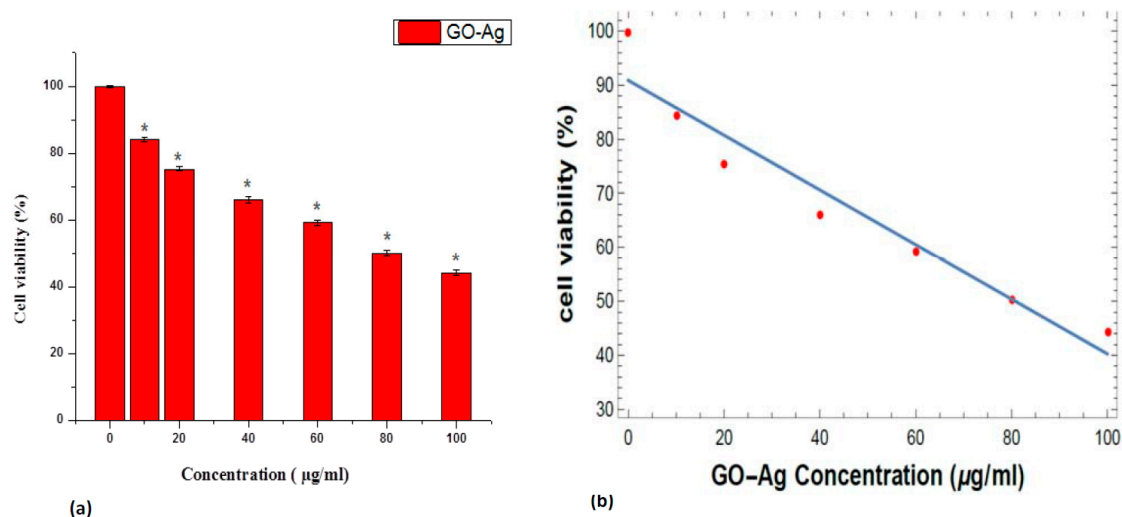 GO-Ag
100
80
60
40
20
0
Cell viability (%)
* * * * * *
0 20 40 60 80 100
Concentration ( µg/ml)
(a)
100
90
80
70
60
50
40
30
cell viability (%)
0 20 40 60 80 100
GO–Ag Concentration (µg/ml)
(b)